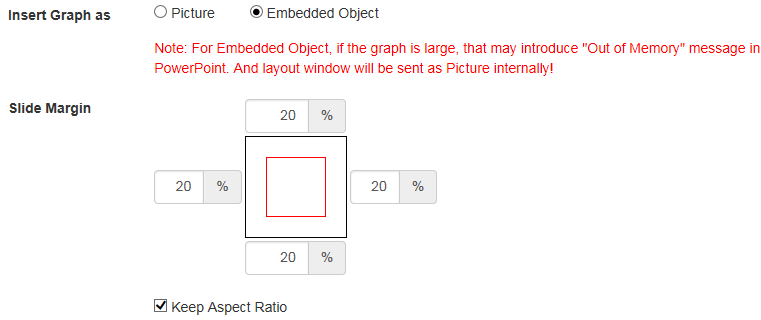 Insert Graph as Picture Embedded Object
Note: For Embedded Object, if the graph is large, that may introduce "Out of Memory" message in
PowerPoint. And layout window will be sent as Picture internally!
Slide Margin
20 %
20 % 20 %
20 %
Keep Aspect Ratio